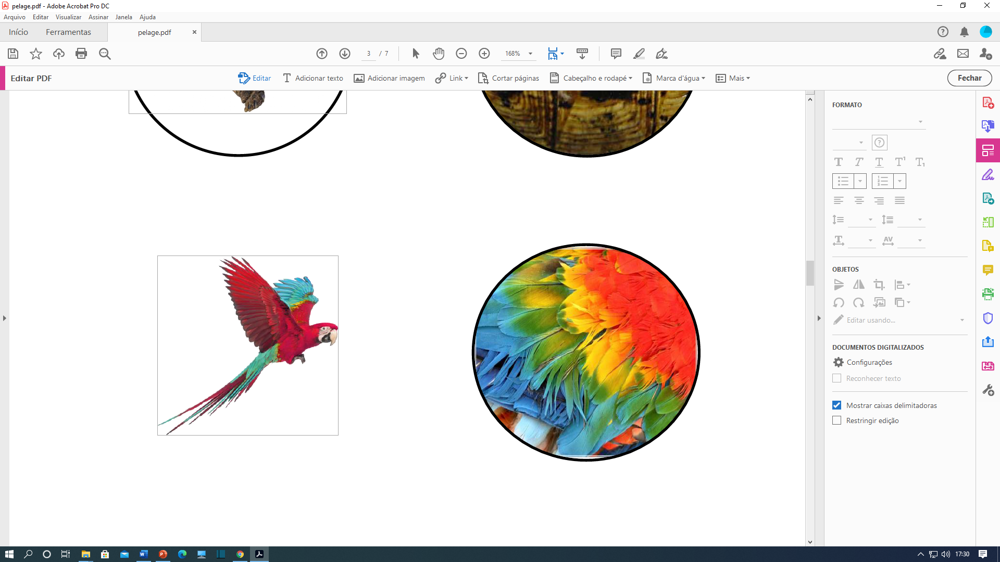 pelage.pdf - Adobe Acrobat Pro DC
Arquivo Editar Visualizar Assinar Janela Ajuda
Início Ferramentas pelage.pdf
3 / 7 168%
Editar PDF Editar Adicionar texto Adicionar imagem Link Cortar páginas Cabeçalho e rodapé Marca d'água Mais Fechar
FORMATO
OBJETOS
Editar usando...
DOCUMENTOS DIGITALIZADOS
Configurações
Reconhecer texto
Mostrar caixas delimitadoras
Restringir edição
17:30